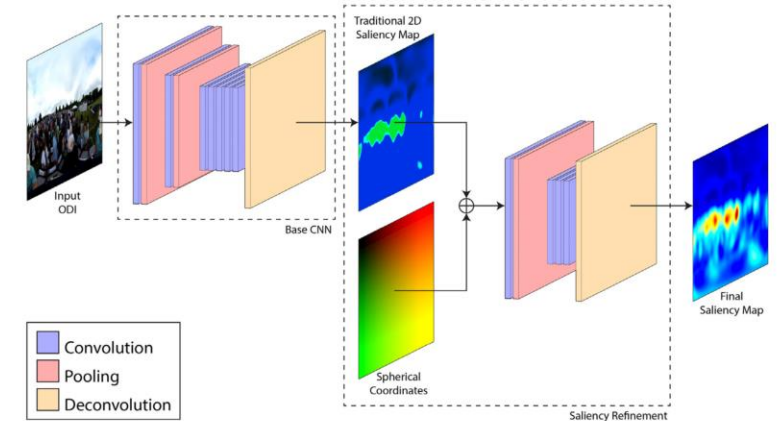 Traditional 2D
Saliency Map
Input
ODI
Base CNN
Spherical
Coordinates
Final
Saliency Map
Saliency Refinement
Convolution
Pooling
Deconvolution